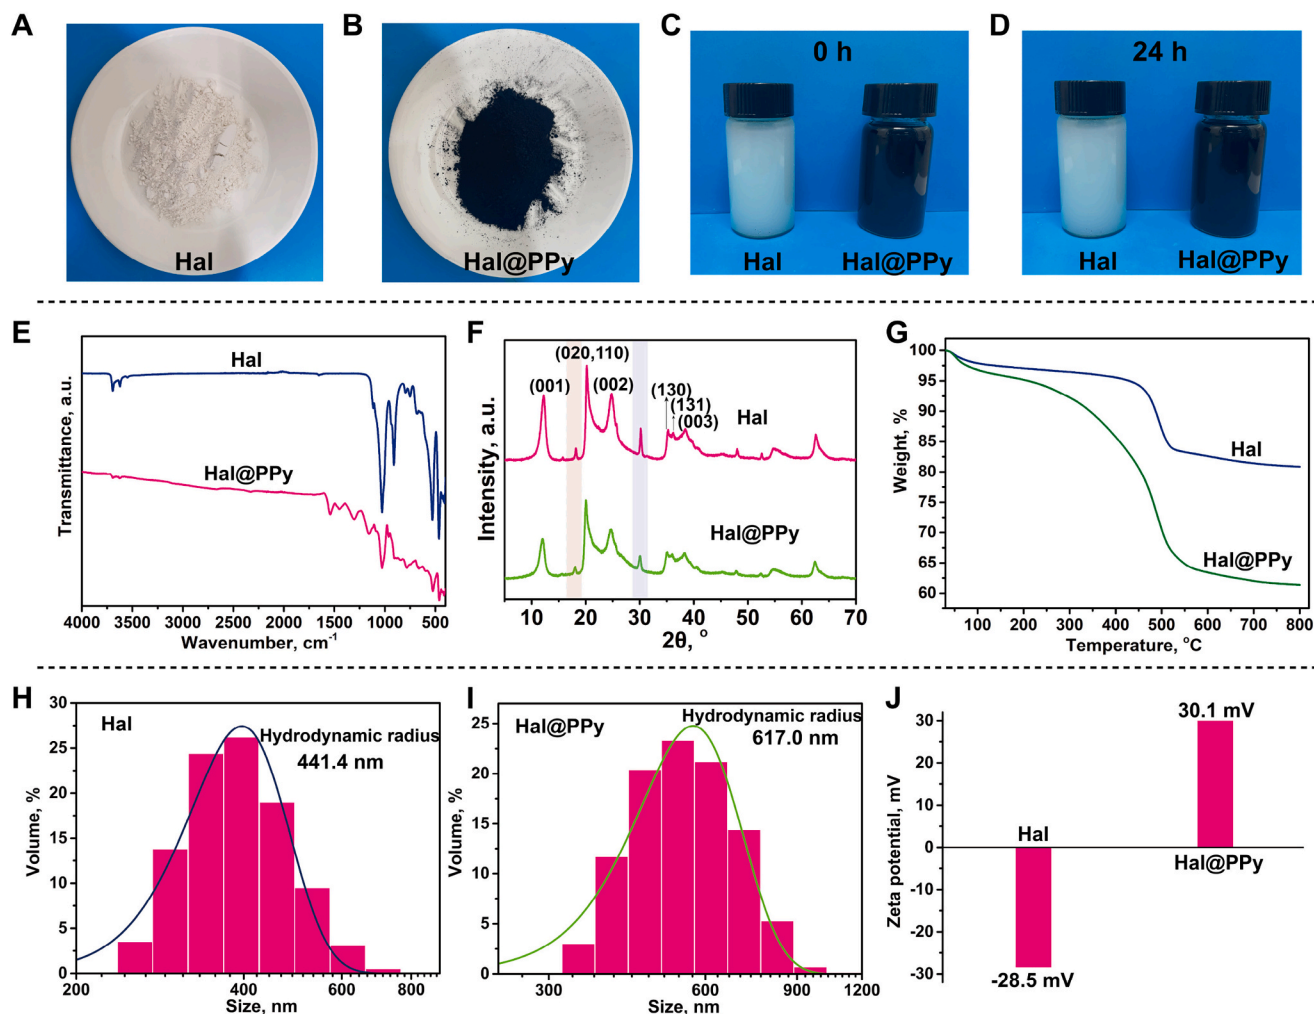 A
Hal
B
Hal@PPy
C
0 h
Hal
Hal@PPy
D
24 h
Hal
Hal@PPy
E
Hal
Hal@PPy
Transmittance, a.u.
4000 3500 3000 2500 2000 1500 1000 500
Wavenumber, cm⁻¹
F
(001)
(020,110)
(002)
(130)
(131)
(003)
Hal
Hal@PPy
Intensity, a.u.
10 20 30 40 50 60 70
2θ, °
G
100
95
90
85
80
75
70
65
60
Weight, %
Hal
Hal@PPy
100 200 300 400 500 600 700 800
Temperature, °C
H
Hal
Hydrodynamic radius
441.4 nm
30
25
20
15
10
5
0
Volume, %
200 400 600 800
Size, nm
I
Hal@PPy
Hydrodynamic radius
617.0 nm
25
20
15
10
5
0
Volume, %
300 600 900 1200
Size, nm
J
30.1 mV
30
20
10
0
-10
-20
-30
Zeta potential, mV
Hal
Hal@PPy
-28.5 mV